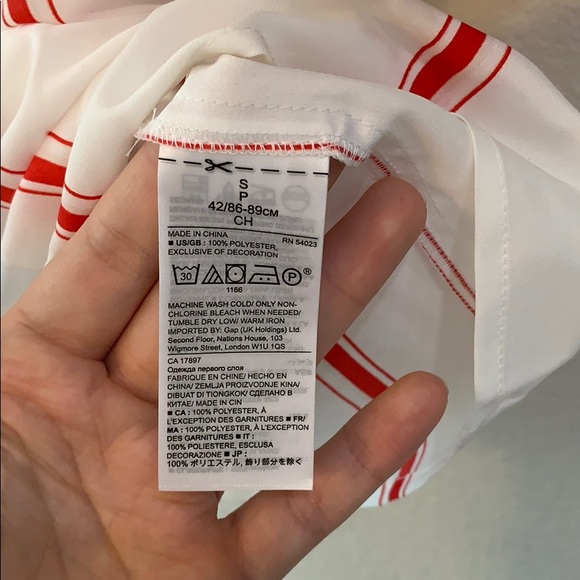 S
P
42/86-89см
CH
MADE IN CHINA RN 54023
■ US/GB: 100% POLYESTER,
EXCLUSIVE OF DECORATION
30 P ®
1166
MACHINE WASH COLD/ ONLY NON-
CHLORINE BLEACH WHEN NEEDED/
TUMBLE DRY LOW/ WARM IRON
IMPORTED BY: Gap (UK Holdings) Ltd.
Second Floor, Nations House, 103
Wigmore Street, London W1U 1QS
CA 17897
Одежда первого слоя
FABRIQUÉ EN CHINE/ HECHO EN
CHINA/ ZEMLJA PROIZVODNJE KINA/
DIBUAT DI TIONGKOK/ СДЕЛАНО В
КИТАЕ/ MADE IN CIN
■ CA : 100% POLYESTER, À
L'EXCEPTION DES GARNITURES ■ FR/
MA : 100% POLYESTER, À L'EXCEPTION
DES GARNITURES ■ IT :
100% POLIESTERE, ESCLUSA
DECORAZIONE ■ JP :
100% ポリエステル, 飾り部分を除く